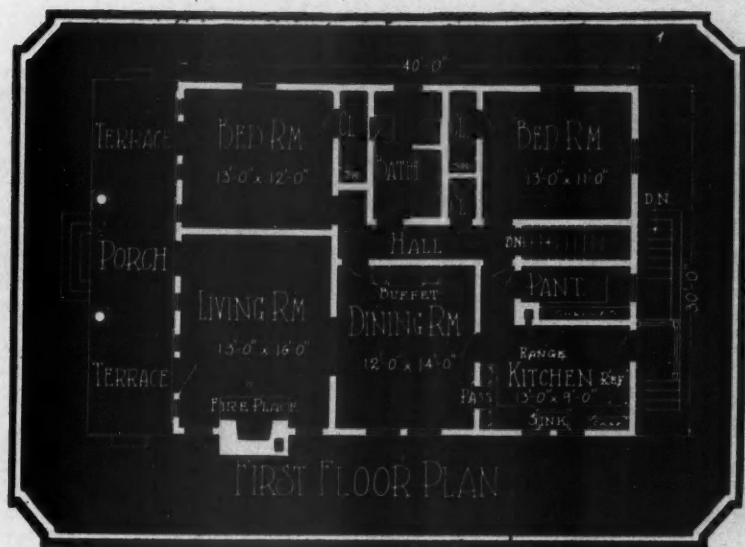 40'-0"
TERRACE
BED RM
13'-0" x 12'-0"
CL.
BATH
CL.
CL.
BED RM
13'-0" x 11'-0"
D.N.
PORCH
HALL
DN.
30'-0"
BUFFET
PANT.
LIVING RM
13'-0" x 16'-0"
DINING RM
12'-0" x 14'-0"
RANGE
KITCHEN
REF
13'-0" x 9'-0"
TERRACE
FIRE PLACE
PASS
SINK
FIRST FLOOR PLAN